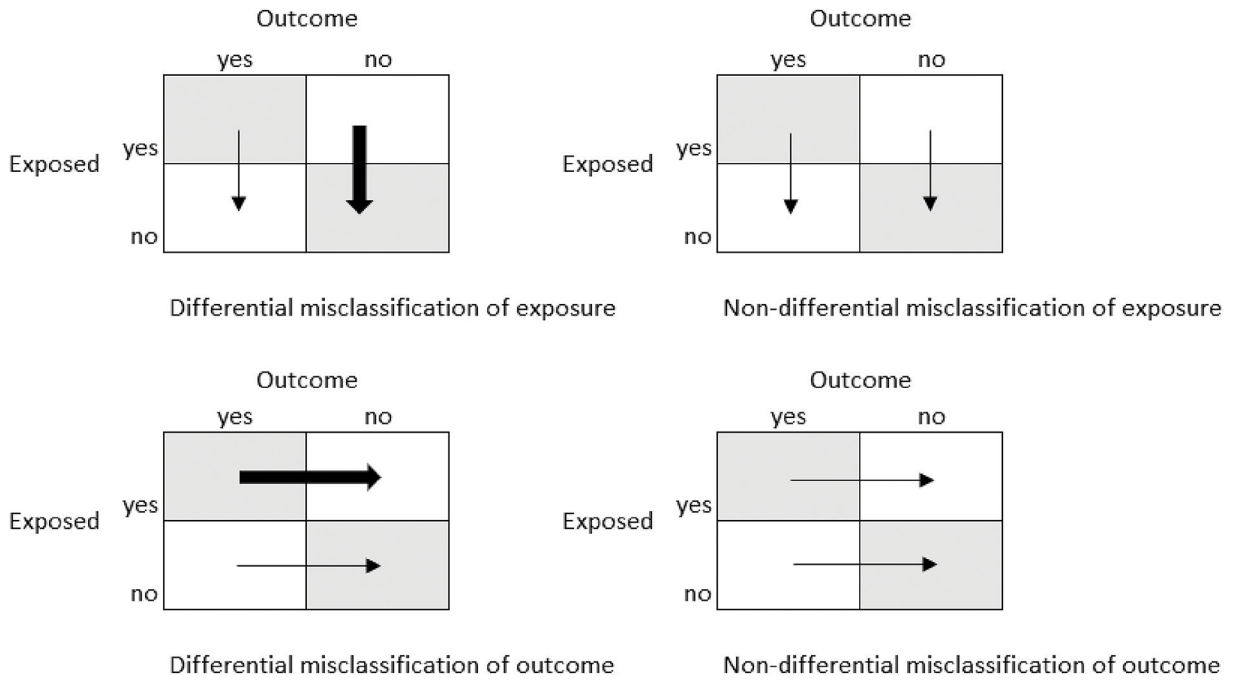 Outcome
yes no
Exposed yes
no
Differential misclassification of exposure
Outcome
yes no
Exposed yes
no
Non-differential misclassification of exposure
Outcome
yes no
Exposed yes
no
Differential misclassification of outcome
Outcome
yes no
Exposed yes
no
Non-differential misclassification of outcome